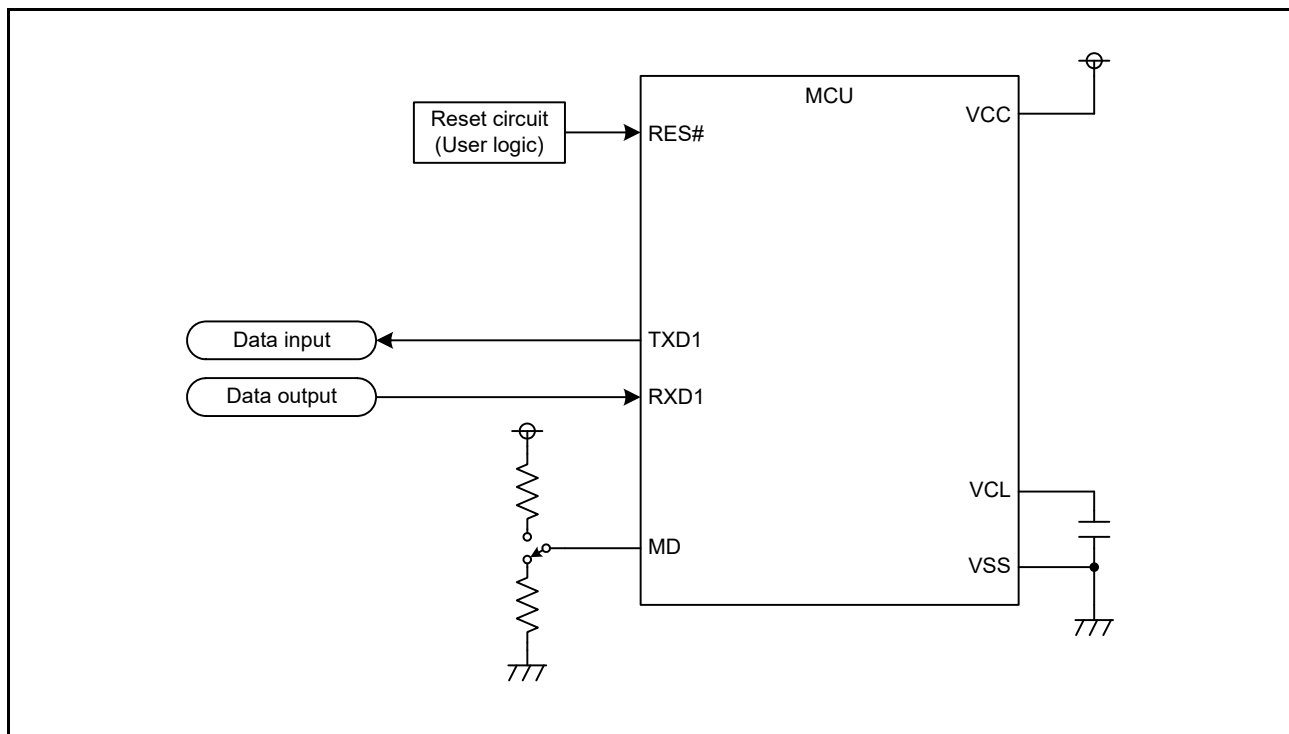 MCU
VCC
Reset circuit
(User logic)
RES#
Data input
TXD1
Data output
RXD1
VCL
MD
VSS